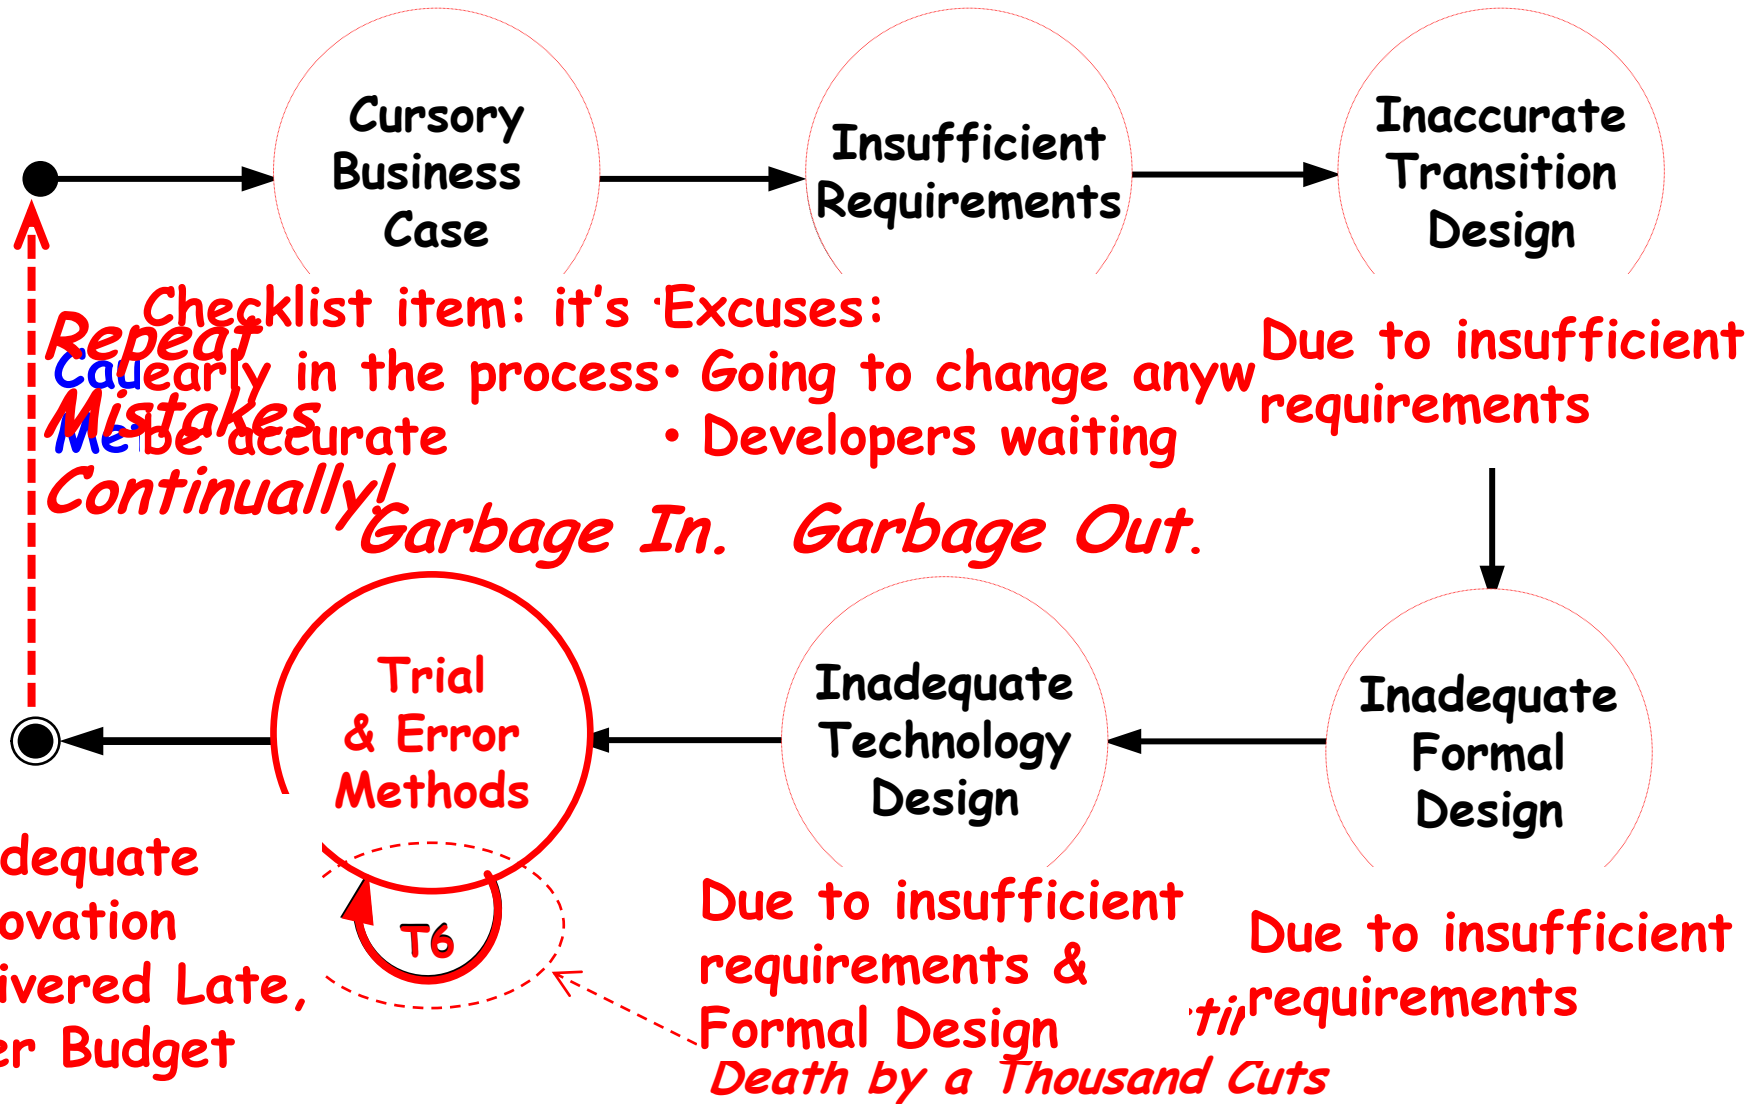 Cursory
Business
Case
Insufficient
Requirements
Inaccurate
Transition
Design
Checklist item: it's
early in the process
be accurate
Excuses:
• Going to change anyw
• Developers waiting
Due to insufficient
requirements
Repeat
Mistakes
Continually!
Cau
Me
Garbage In. Garbage Out.
Trial
& Error
Methods
T6
Inadequate
Technology
Design
Inadequate
Formal
Design
dequate
ovation
ivered Late,
er Budget
Due to insufficient
requirements &
Formal Design
Due to insufficient
requirements
Death by a Thousand Cuts